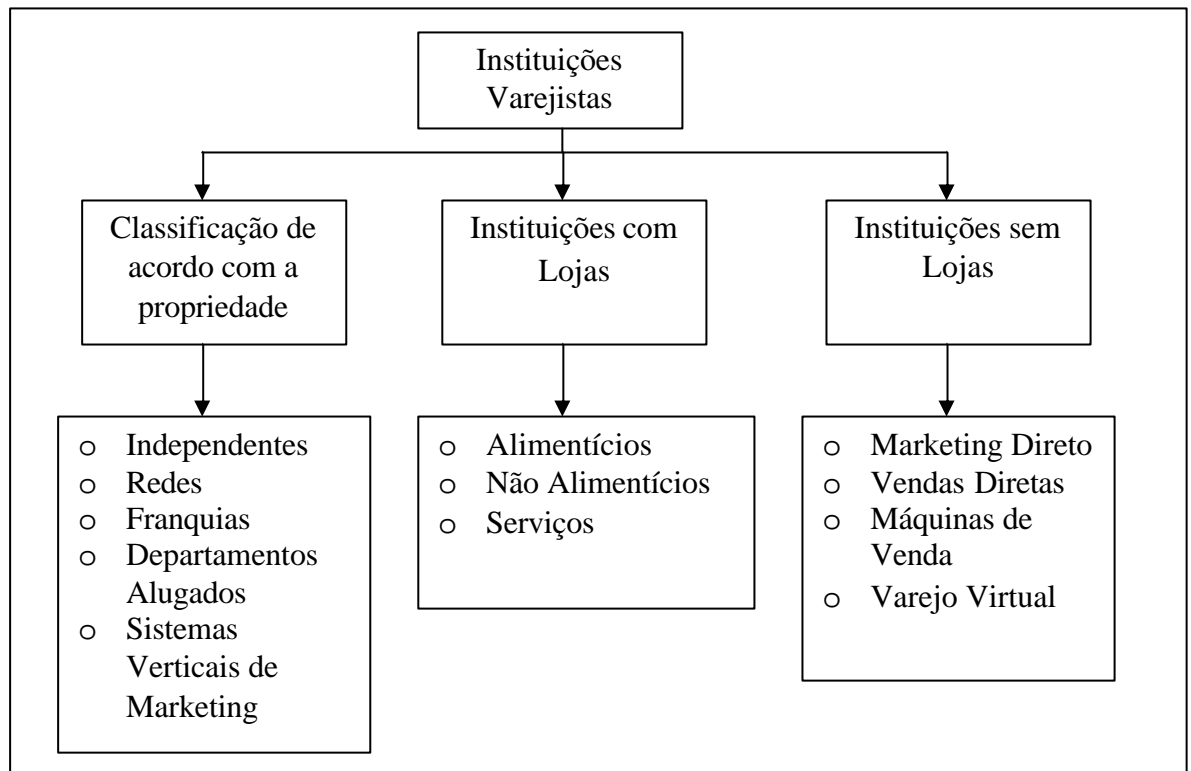 Instituições
Varejistas
Classificação de
acordo com a
propriedade
Instituições com
Lojas
Instituições sem
Lojas
o Independentes
o Redes
o Franquias
o Departamentos
Alugados
o Sistemas
Verticais de
Marketing
o Alimentícios
o Não Alimentícios
o Serviços
o Marketing Direto
o Vendas Diretas
o Máquinas de
Venda
o Varejo Virtual